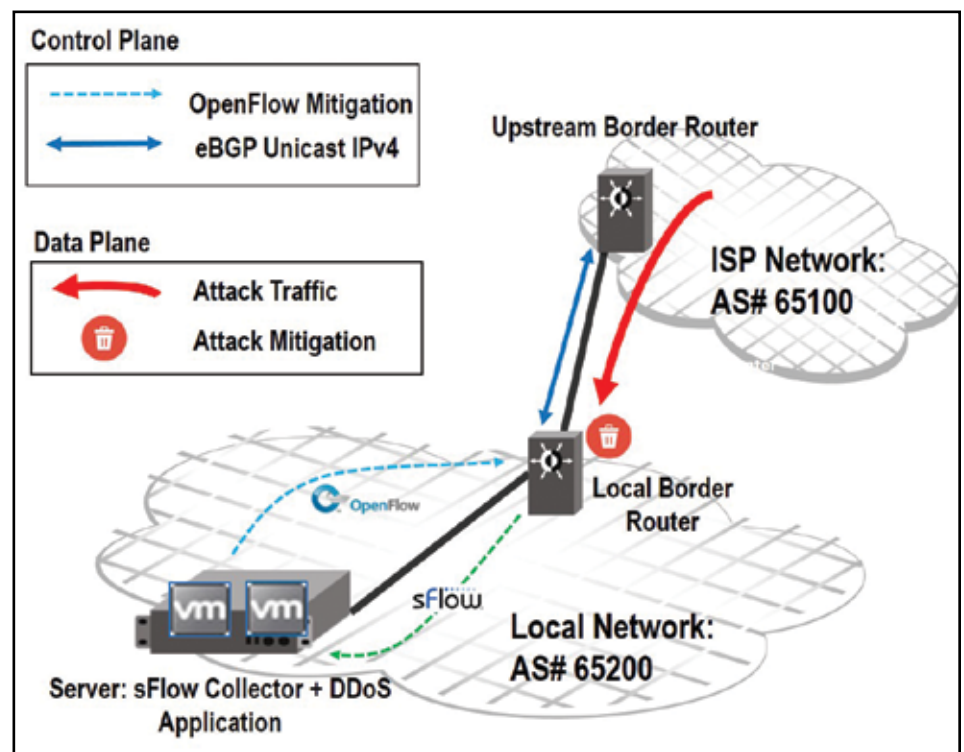 Control Plane
OpenFlow Mitigation
eBGP Unicast IPv4
Data Plane
Attack Traffic
Attack Mitigation
Upstream Border Router
ISP Network:
AS# 65100
Local Border
Router
OpenFlow
sFlow
vm
vm
Local Network:
AS# 65200
Server: sFlow Collector + DDoS
Application